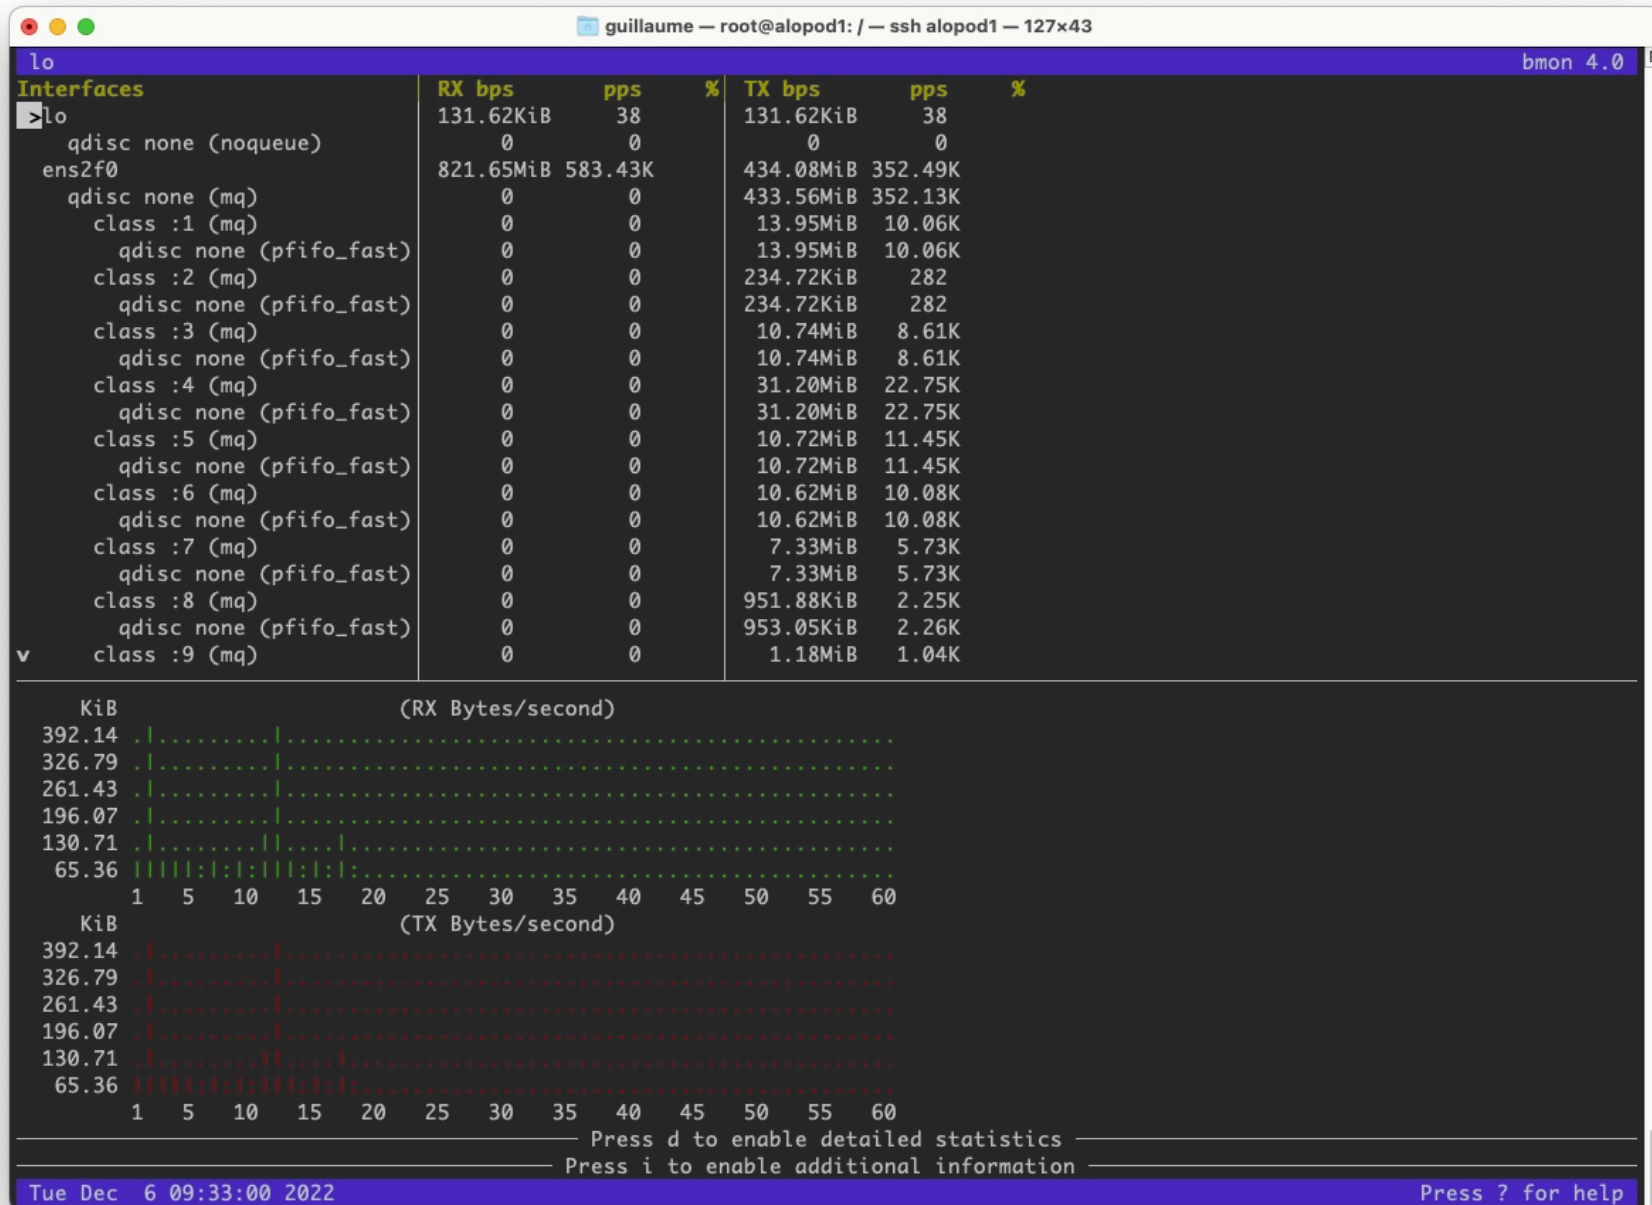 guillaume — root@alopod1: / — ssh alopod1 — 127×43
lo bmon 4.0
Interfaces RX bps pps % TX bps pps %
>lo 131.62KiB 38 131.62KiB 38
qdisc none (noqueue) 0 0 0 0
ens2f0 821.65MiB 583.43K 434.08MiB 352.49K
qdisc none (mq) 0 0 433.56MiB 352.13K
class :1 (mq) 0 0 13.95MiB 10.06K
qdisc none (pfifo_fast) 0 0 13.95MiB 10.06K
class :2 (mq) 0 0 234.72KiB 282
qdisc none (pfifo_fast) 0 0 234.72KiB 282
class :3 (mq) 0 0 10.74MiB 8.61K
qdisc none (pfifo_fast) 0 0 10.74MiB 8.61K
class :4 (mq) 0 0 31.20MiB 22.75K
qdisc none (pfifo_fast) 0 0 31.20MiB 22.75K
class :5 (mq) 0 0 10.72MiB 11.45K
qdisc none (pfifo_fast) 0 0 10.72MiB 11.45K
class :6 (mq) 0 0 10.62MiB 10.08K
qdisc none (pfifo_fast) 0 0 10.62MiB 10.08K
class :7 (mq) 0 0 7.33MiB 5.73K
qdisc none (pfifo_fast) 0 0 7.33MiB 5.73K
class :8 (mq) 0 0 951.88KiB 2.25K
qdisc none (pfifo_fast) 0 0 953.05KiB 2.26K
v class :9 (mq) 0 0 1.18MiB 1.04K
KiB (RX Bytes/second)
392.14 .|.........|................................................
326.79 .|.........|................................................
261.43 .|.........|................................................
196.07 .|.........|................................................
130.71 .|........||....|...........................................
65.36 |||||:|:|:|||:|:|:..........................................
1 5 10 15 20 25 30 35 40 45 50 55 60
KiB (TX Bytes/second)
392.14 .|.........|................................................
326.79 .|.........|................................................
261.43 .|.........|................................................
196.07 .|.........|................................................
130.71 .|........||....|...........................................
65.36 |||||:|:|:|||:|:|:..........................................
1 5 10 15 20 25 30 35 40 45 50 55 60
Press d to enable detailed statistics
Press i to enable additional information
Tue Dec 6 09:33:00 2022 Press ? for help